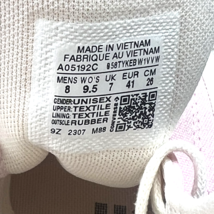 MADE IN VIETNAM
FABRIQUE AU VIETNAM
A05192C 858TYKEBW1VVW
MENS WO'S UK EUR CM
8 9.5 7 41 26
GENDER:UNISEX
UPPER:TEXTILE
LINING:TEXTILE
OUTSOLE:RUBBER
9Z 2307 M88